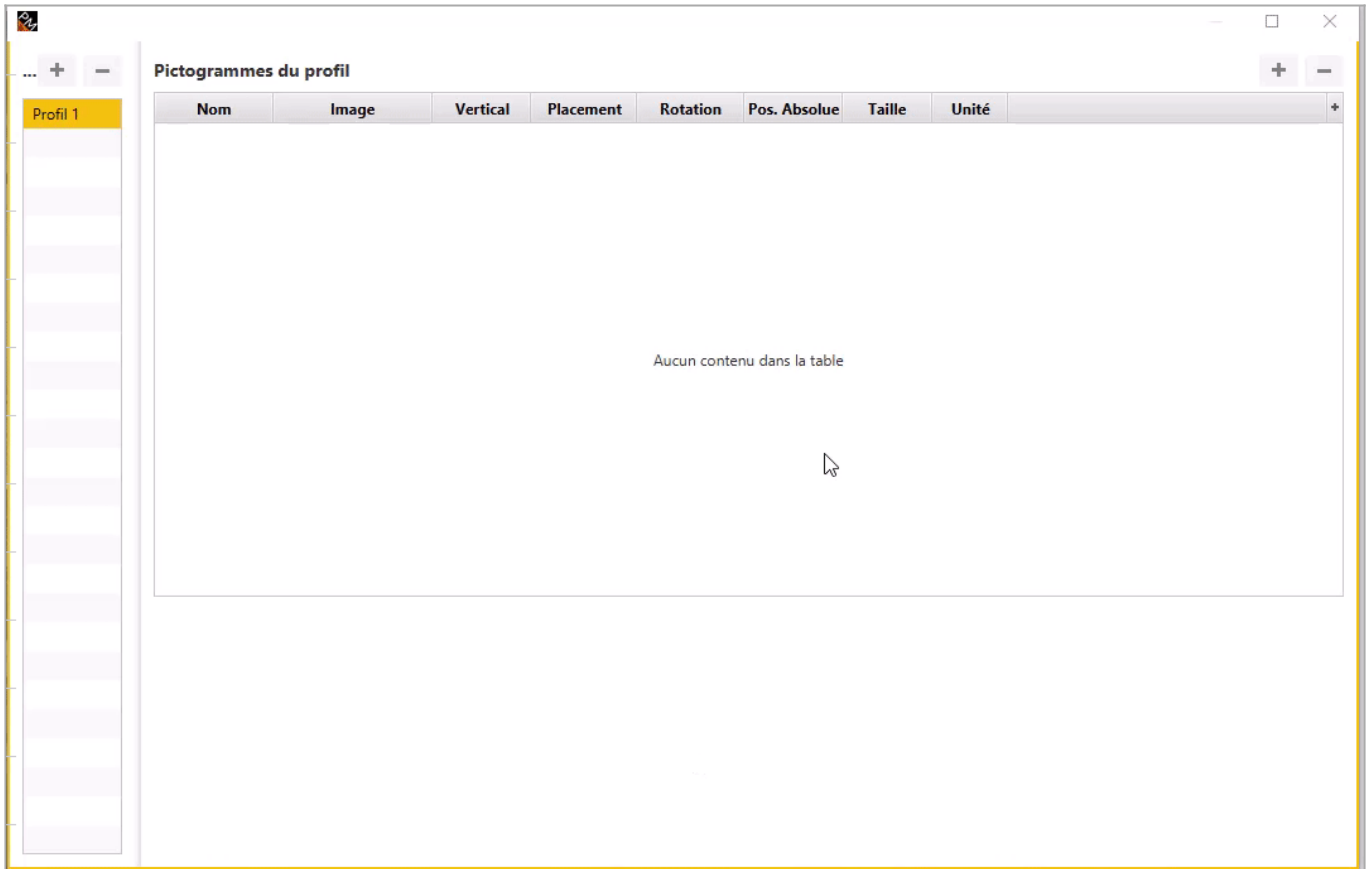 PM
...
Profil 1
Pictogrammes du profil
Nom Image Vertical Placement Rotation Pos. Absolue Taille Unité
Aucun contenu dans la table